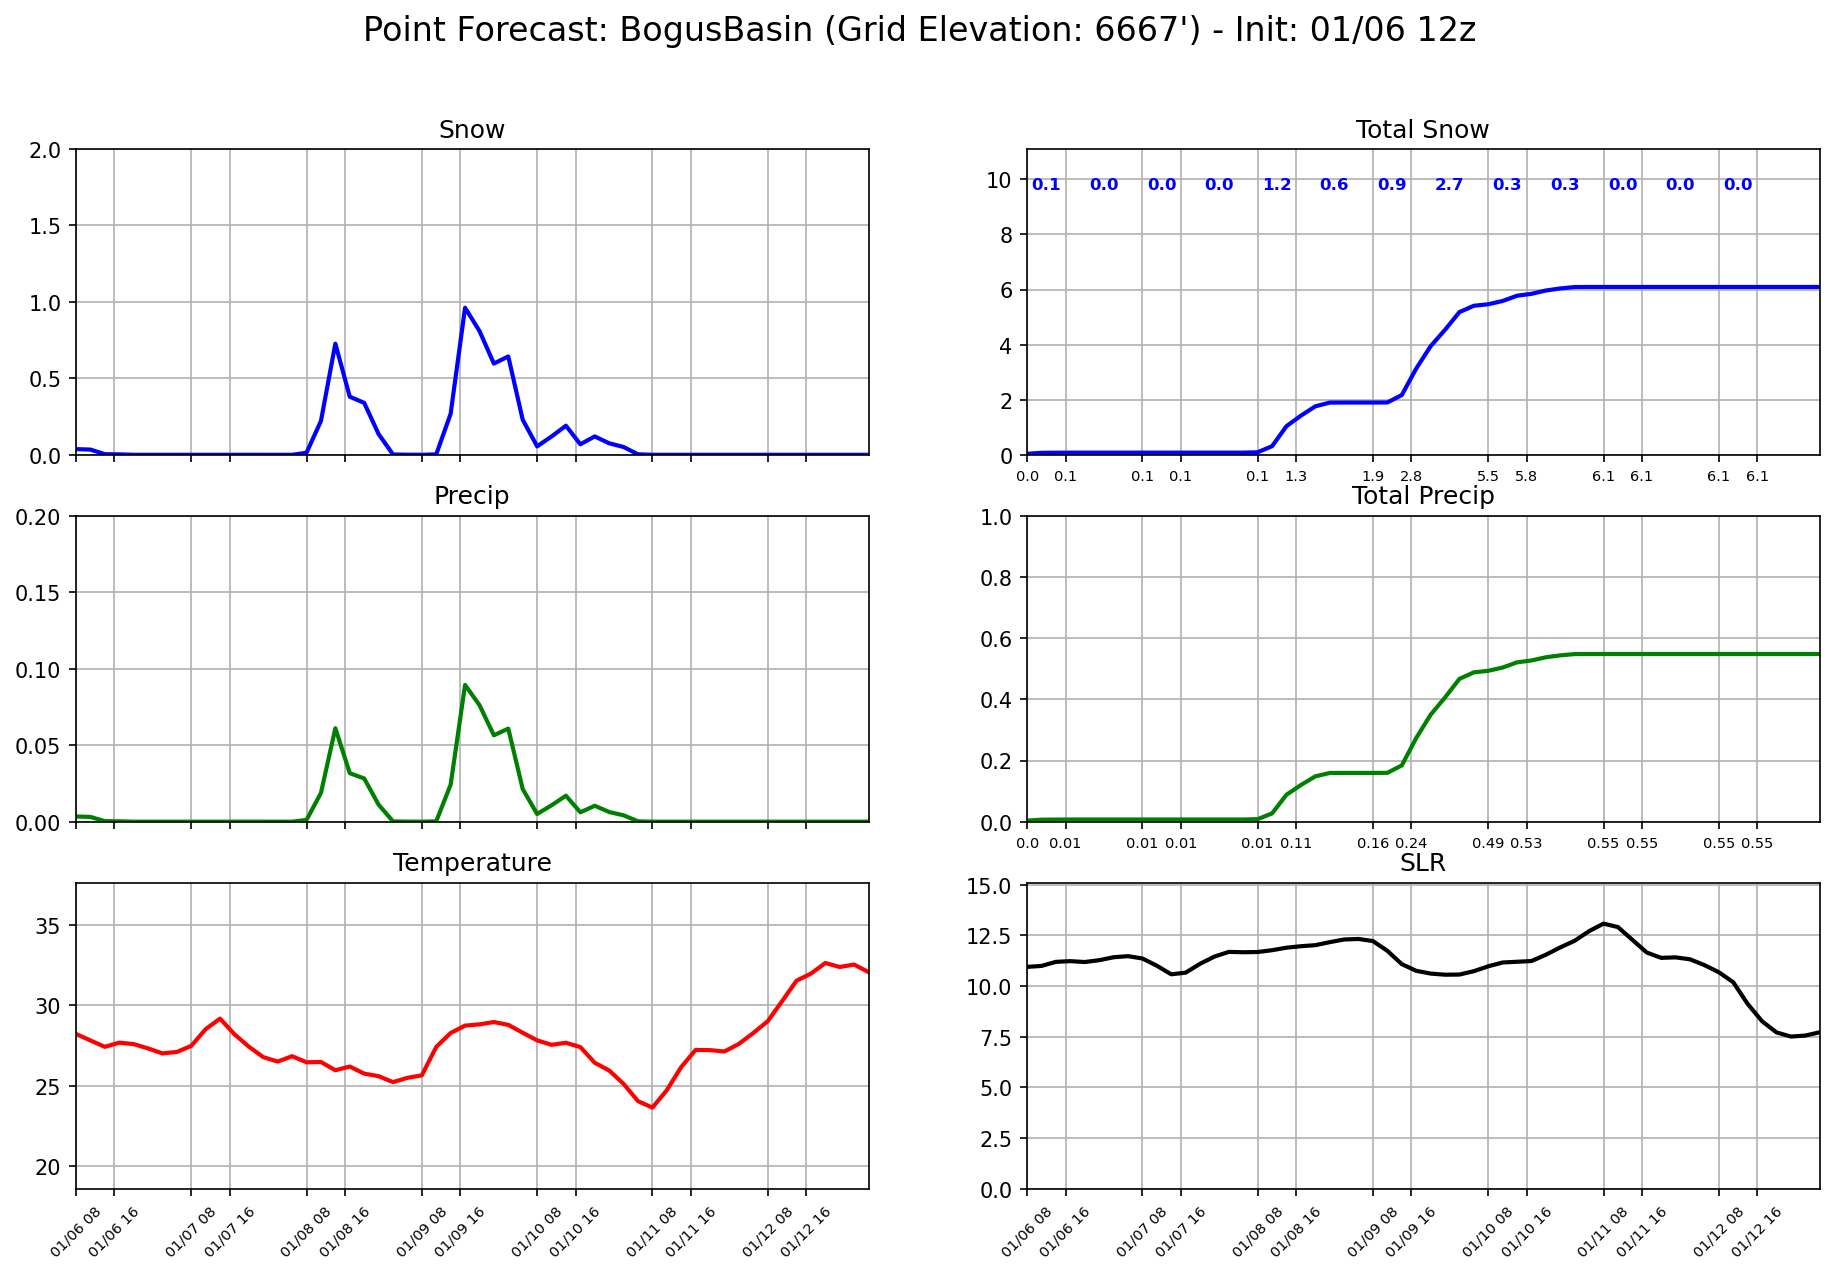 Point Forecast: BogusBasin (Grid Elevation: 6667') - Init: 01/06 12z
Snow
2.0
1.5
1.0
0.5
0.0
Total Snow
10
8
6
4
2
0
0.1 0.0 0.0 0.0 1.2 0.6 0.9 2.7 0.3 0.3 0.0 0.0 0.0
0.0 0.1 0.1 0.1 0.1 1.3 1.9 2.8 5.5 5.8 6.1 6.1 6.1 6.1
Precip
0.20
0.15
0.10
0.05
0.00
Total Precip
1.0
0.8
0.6
0.4
0.2
0.0
0.0 0.01 0.01 0.01 0.01 0.11 0.16 0.24 0.49 0.53 0.55 0.55 0.55 0.55
Temperature
35
30
25
20
01/06 08 01/06 16 01/07 08 01/07 16 01/08 08 01/08 16 01/09 08 01/09 16 01/10 08 01/10 16 01/11 08 01/11 16 01/12 08 01/12 16
SLR
15.0
12.5
10.0
7.5
5.0
2.5
0.0
01/06 08 01/06 16 01/07 08 01/07 16 01/08 08 01/08 16 01/09 08 01/09 16 01/10 08 01/10 16 01/11 08 01/11 16 01/12 08 01/12 16